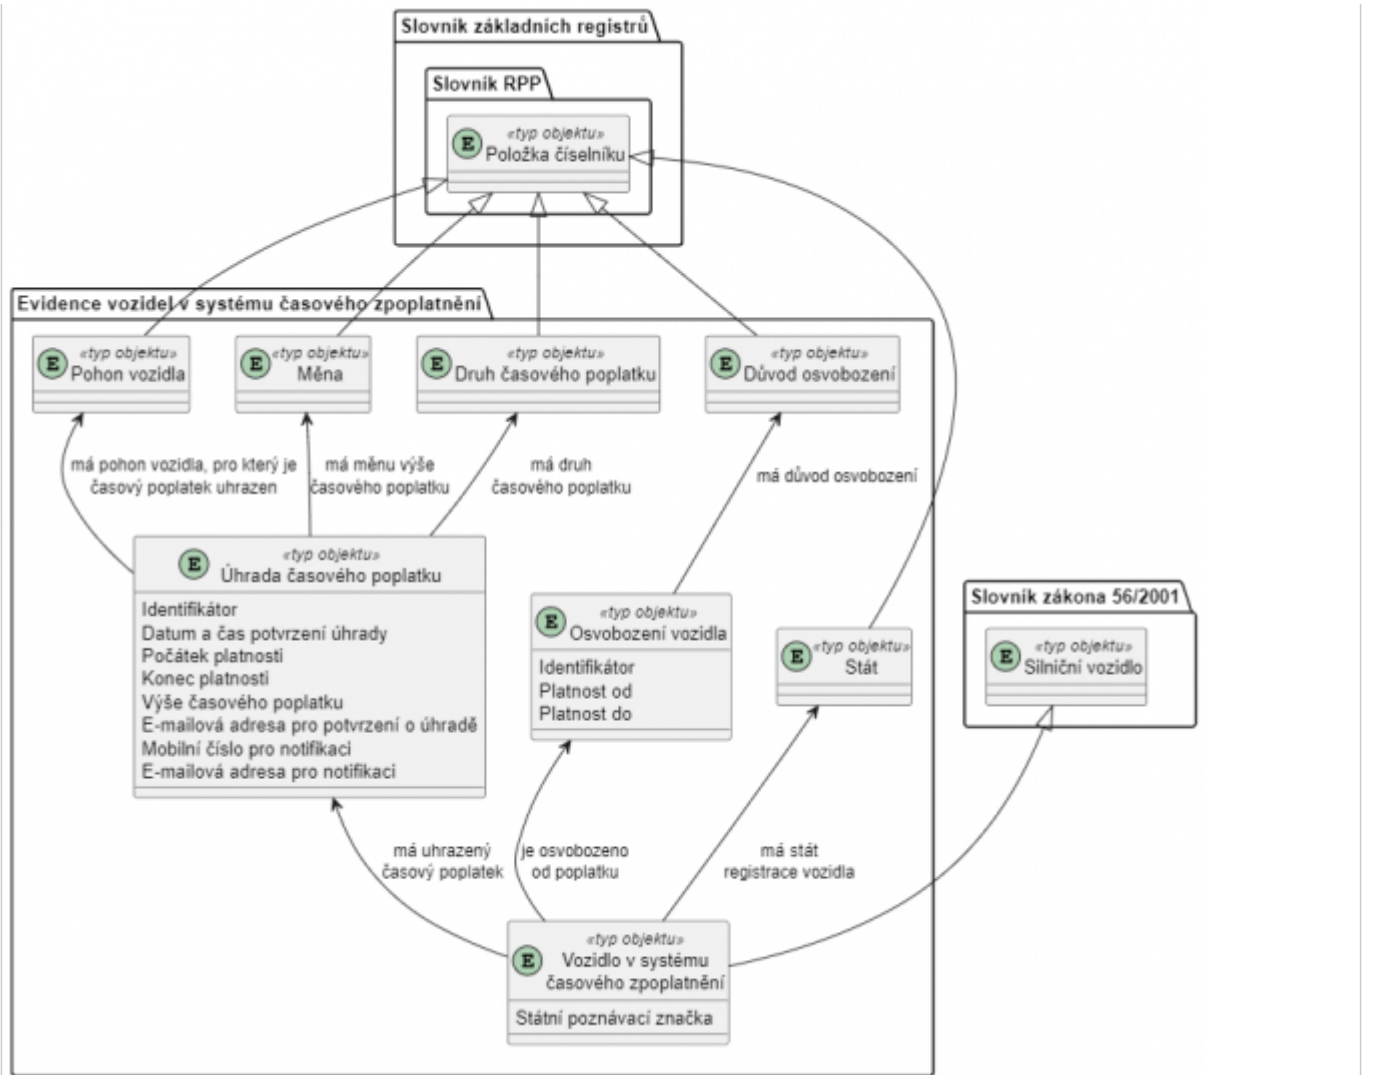 Slovník základních registrů
Slovník RPP
E
«typ objektu»
Položka číselníku
Evidence vozidel v systému časového zpoplatnění
E
«typ objektu»
Pohon vozidla
E
«typ objektu»
Měna
E
«typ objektu»
Druh časového poplatku
E
«typ objektu»
Důvod osvobození
má pohon vozidla, pro který je
časový poplatek uhrazen
má měnu výše
časového poplatku
má druh
časového poplatku
má důvod osvobození
E
«typ objektu»
Úhrada časového poplatku
Identifikátor
Datum a čas potvrzení úhrady
Počátek platnosti
Konec platnosti
Výše časového poplatku
E-mailová adresa pro potvrzení o úhradě
Mobilní číslo pro notifikaci
E-mailová adresa pro notifikaci
E
«typ objektu»
Osvobození vozidla
Identifikátor
Platnost od
Platnost do
E
«typ objektu»
Stát
Slovník zákona 56/2001
E
«typ objektu»
Silniční vozidlo
má uhrazený
časový poplatek
je osvobozeno
od poplatku
má stát
registrace vozidla
E
«typ objektu»
Vozidlo v systému
časového zpoplatnění
Státní poznávací značka